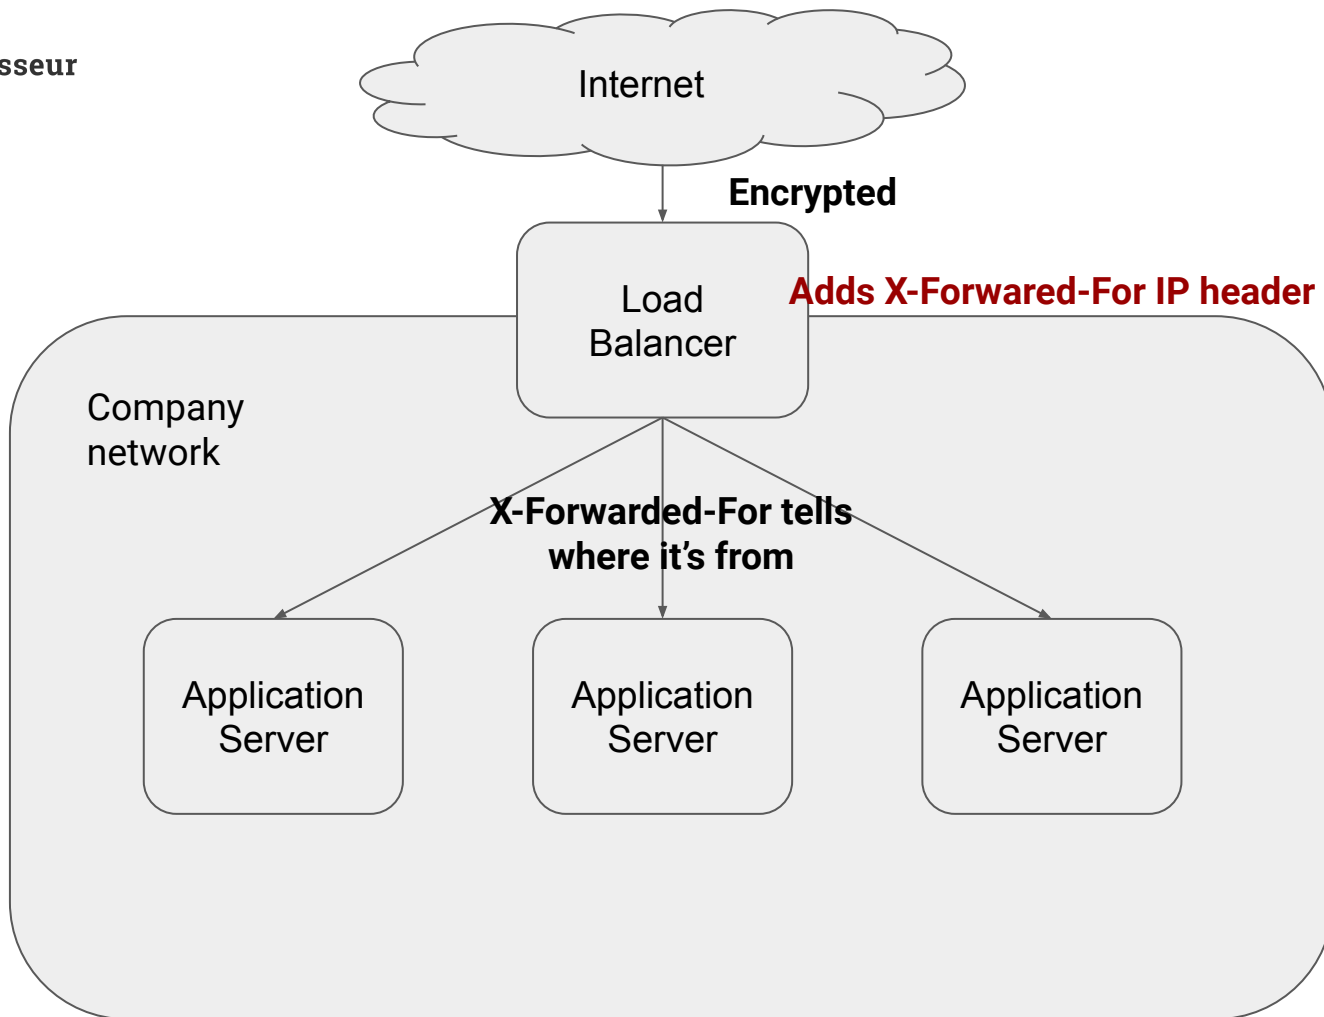 sseur
Internet
Encrypted
Load
Balancer
Adds X-Forwared-For IP header
Company
network
X-Forwarded-For tells
where it’s from
Application
Server
Application
Server
Application
Server